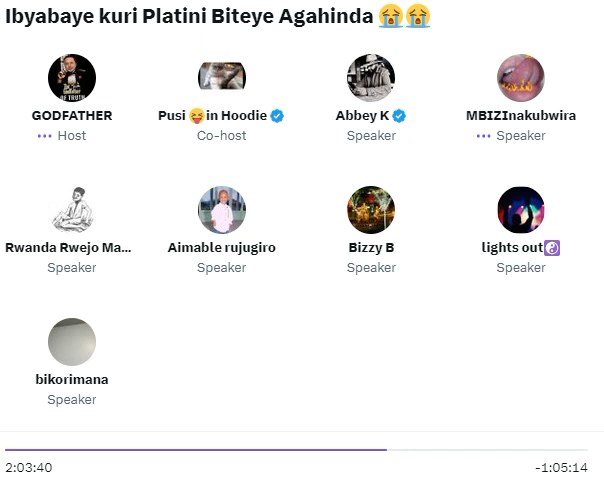 Ibyabaye kuri Platini Biteye Agahinda 😭😭
GODFATHER
Host
Pusi 😝in Hoodie
Co-host
Abbey K
Speaker
MBIZInakubwira
Speaker
Rwanda Rwejo Ma...
Speaker
Aimable rujugiro
Speaker
Bizzy B
Speaker
lights out☯️
Speaker
bikorimana
Speaker
2:03:40
-1:05:14